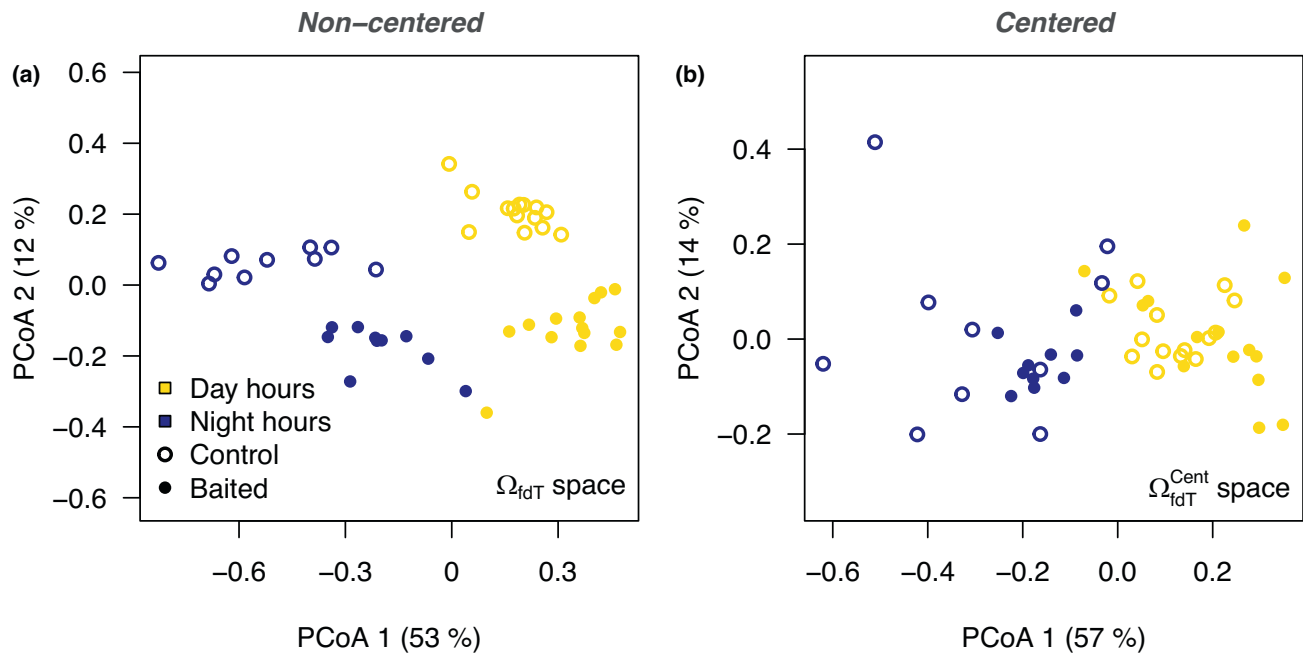 Non–centered
Centered
(a)
(b)
0.6
0.4
0.2
0.0
−0.2
−0.4
−0.6
PCoA 2 (12 %)
Day hours
Night hours
Control
Baited
ΩfdT space
−0.6
−0.3
0
0.3
PCoA 1 (53 %)
0.4
0.2
0.0
−0.2
PCoA 2 (14 %)
Ω^Cent_fdT space
−0.6
−0.4
−0.2
0.0
0.2
PCoA 1 (57 %)